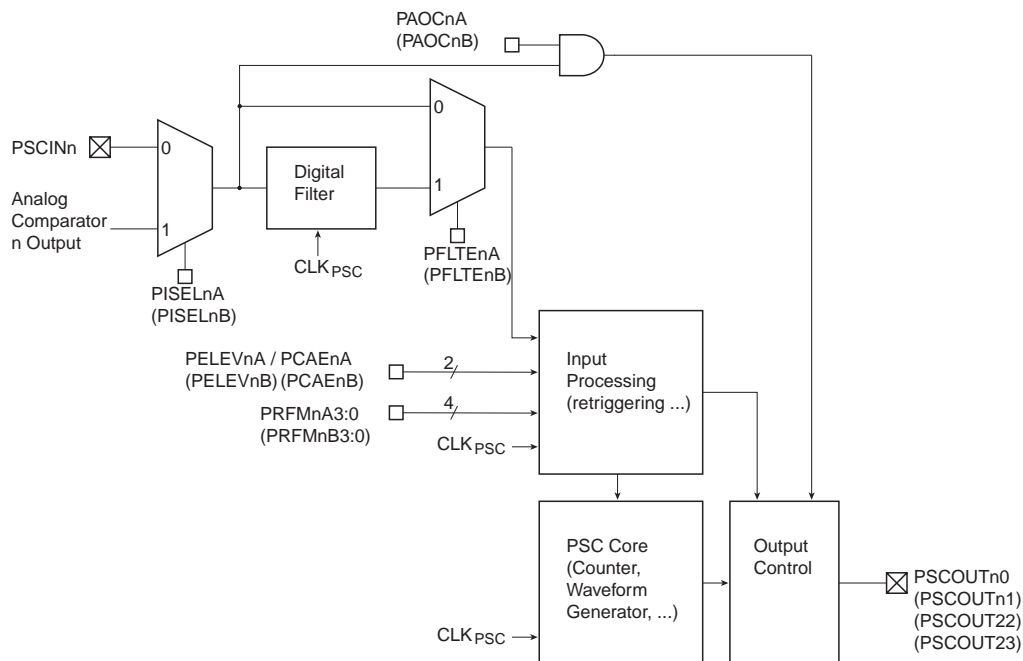 PAOCnA
(PAOCnB)
0
PSCINn
0
Digital
Filter
1
Analog
Comparator
n Output
1
CLKPSC
PFLTEnA
(PFLTEnB)
PISELnA
(PISELnB)
PELEVnA / PCAEnA
(PELEVnB) (PCAEnB)
2
PRFMnA3:0
(PRFMnB3:0)
4
CLKPSC
Input
Processing
(retriggering ...)
PSC Core
(Counter,
Waveform
Generator, ...)
CLKPSC
Output
Control
PSCOUTn0
(PSCOUTn1)
(PSCOUT22)
(PSCOUT23)